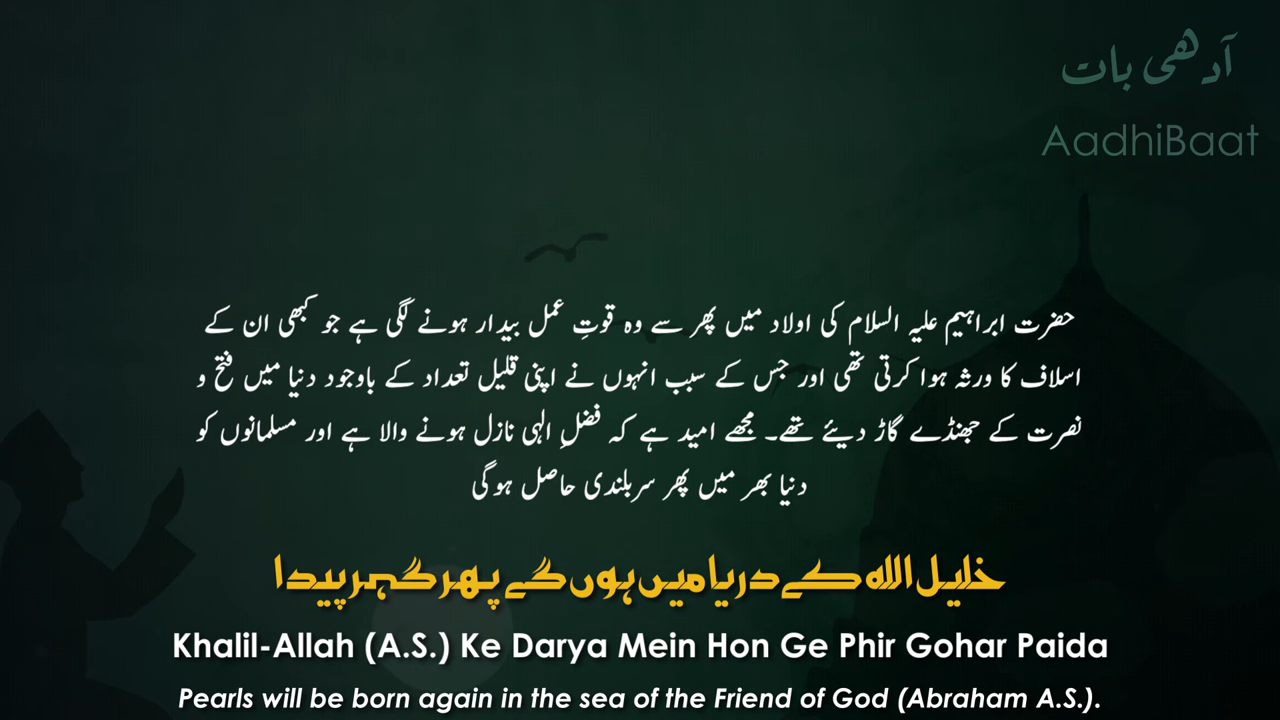 آدھی بات
AadhiBaat
حضرت ابراہیم علیہ السلام کی اولاد میں پھر سے وہ قوتِ عمل بیدار ہونے لگی ہے جو کبھی ان کے
اسلاف کا ورثہ ہوا کرتی تھی اور جس کے سبب انہوں نے اپنی قلیل تعداد کے باوجود دنیا میں فتح و
نصرت کے جھنڈے گاڑ دیئے تھے۔ مجھے امید ہے کہ فضلِ الہٰی نازل ہونے والا ہے اور مسلمانوں کو
دنیا بھر میں پھر سربلندی حاصل ہوگی
خلیل اللہ کے دریا میں ہوں گے پھر گہر پیدا
Khalil-Allah (A.S.) Ke Darya Mein Hon Ge Phir Gohar Paida
Pearls will be born again in the sea of the Friend of God (Abraham A.S.).